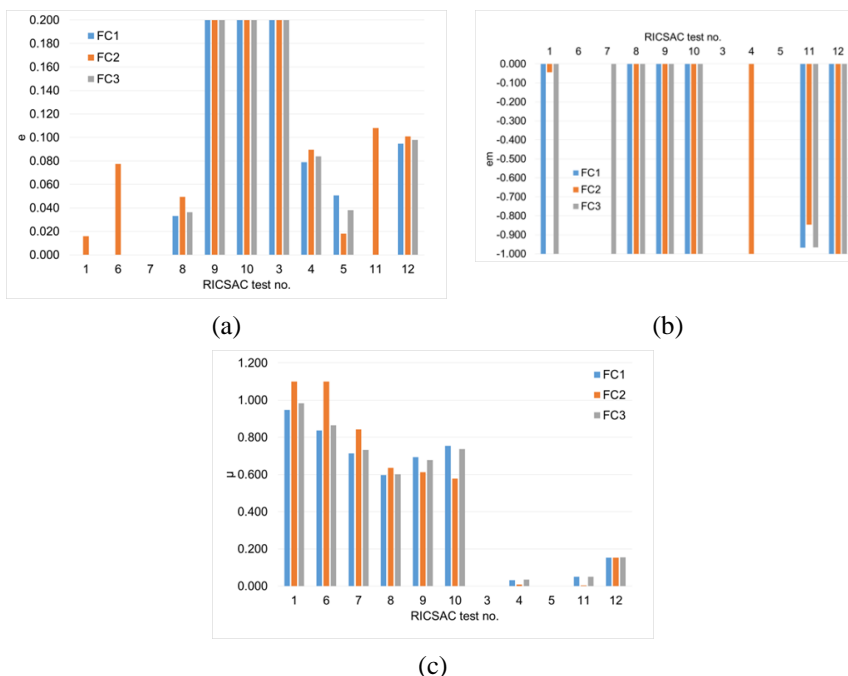 0.200
0.180
0.160
0.140
0.120
0.100
0.080
0.060
0.040
0.020
0.000
e
FC1
FC2
FC3
1 6 7 8 9 10 3 4 5 11 12
RICSAC test no.
(a)
RICSAC test no.
1 6 7 8 9 10 3 4 5 11 12
0.000
-0.100
-0.200
-0.300
-0.400
-0.500
-0.600
-0.700
-0.800
-0.900
-1.000
em
FC1
FC2
FC3
(b)
1.200
1.000
0.800
0.600
0.400
0.200
0.000
μ
FC1
FC2
FC3
1 6 7 8 9 10 3 4 5 11 12
RICSAC test no.
(c)